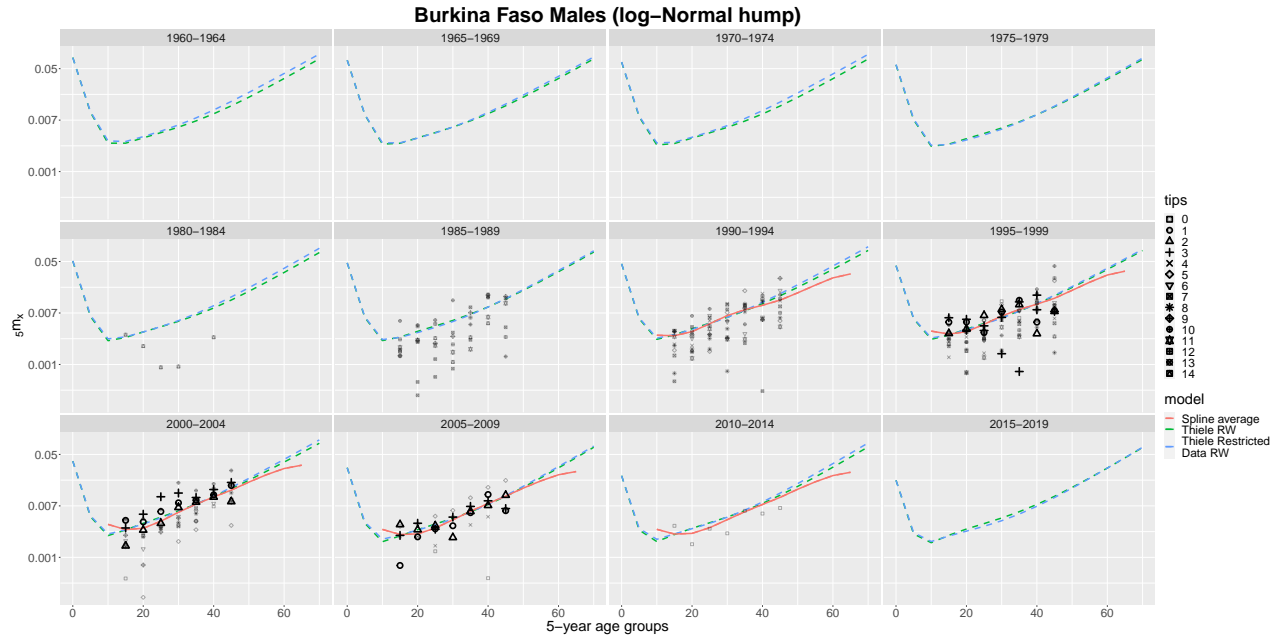 Burkina Faso Males (log−Normal hump)
1960−1964 1965−1969 1970−1974 1975−1979
0.05
0.007
0.001
1980−1984 1985−1989 1990−1994 1995−1999
0.05
0.007
0.001
2000−2004 2005−2009 2010−2014 2015−2019
0.05
0.007
0.001
0 20 40 60 0 20 40 60 0 20 40 60 0 20 40 60
5−year age groups
5mx
tips
0
1
2
3
4
5
6
7
8
9
10
11
12
13
14
model
Spline average
Thiele RW
Thiele Restricted
Data RW